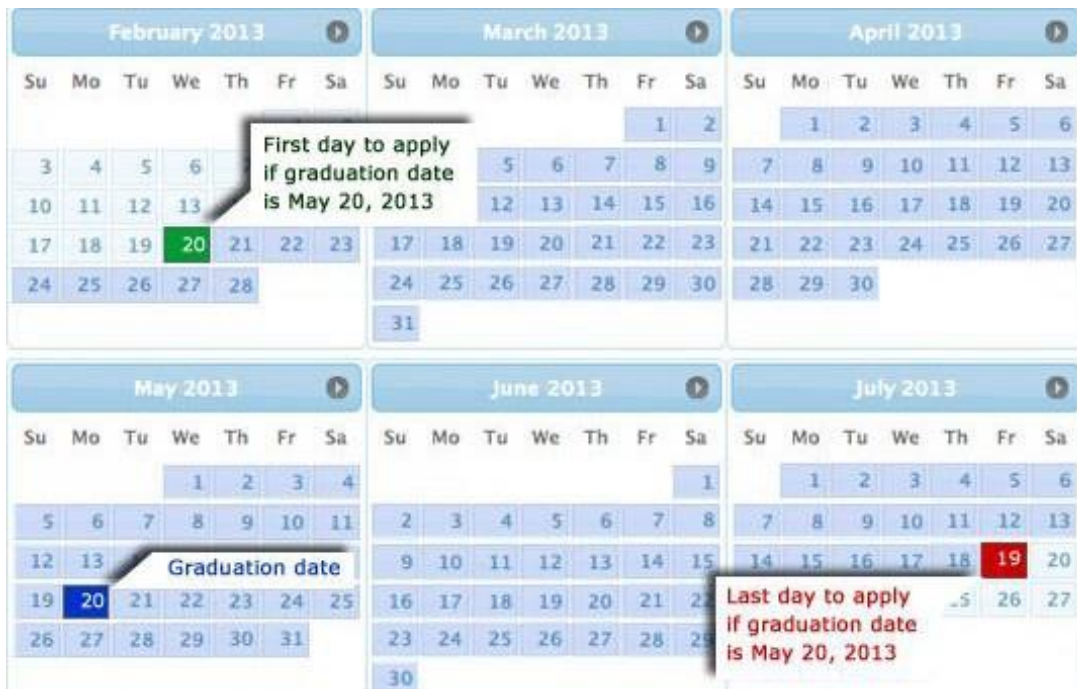 February 2013
Su Mo Tu We Th Fr Sa
3 4 5 6
10 11 12 13
17 18 19 20 21 22 23
24 25 26 27 28
First day to apply
if graduation date
is May 20, 2013
March 2013
Su Mo Tu We Th Fr Sa
1 2
5 6 7 8 9
12 13 14 15 16
17 18 19 20 21 22 23
24 25 26 27 28 29 30
31
April 2013
Su Mo Tu We Th Fr Sa
1 2 3 4 5 6
7 8 9 10 11 12 13
14 15 16 17 18 19 20
21 22 23 24 25 26 27
28 29 30
May 2013
Su Mo Tu We Th Fr Sa
1 2 3 4
5 6 7 8 9 10 11
12 13
Graduation date
19 20 21 22 23 24 25
26 27 28 29 30 31
June 2013
Su Mo Tu We Th Fr Sa
1
2 3 4 5 6 7 8
9 10 11 12 13 14 15
16 17 18 19 20 21 22
23 24 25 26 27 28 29
30
July 2013
Su Mo Tu We Th Fr Sa
1 2 3 4 5 6
7 8 9 10 11 12 13
14 15 16 17 18 19 20
26 27
Last day to apply
if graduation date
is May 20, 2013